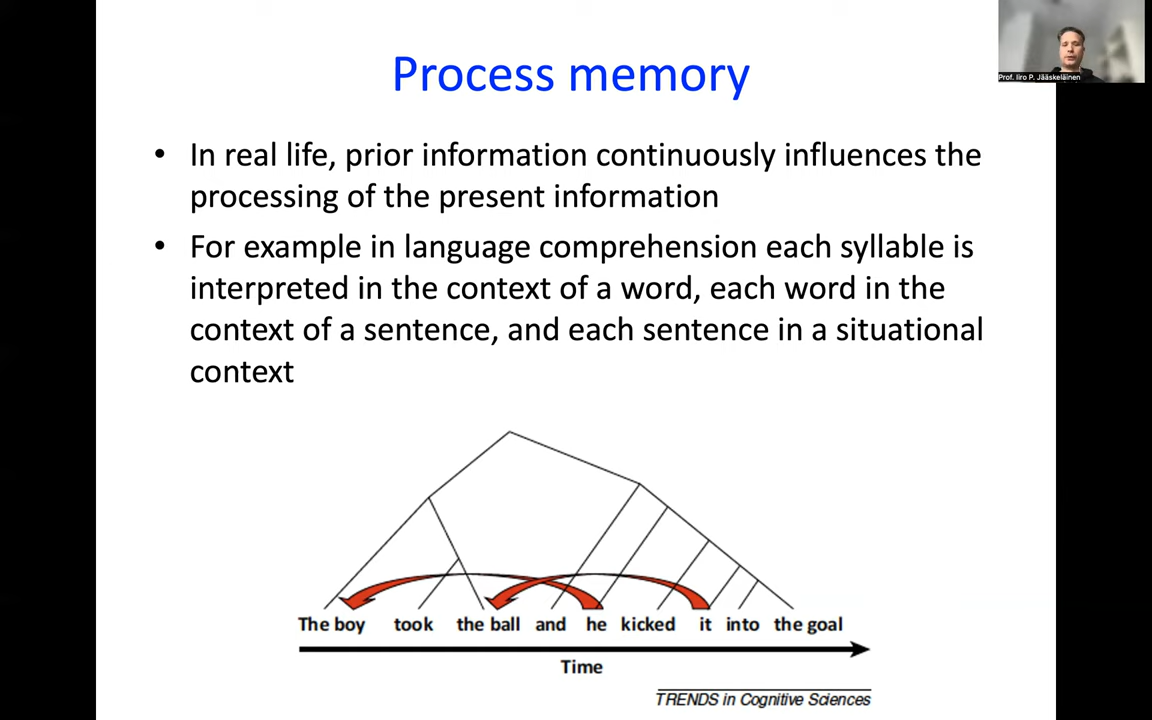 Process memory
Prof. Iiro P. Jääskeläinen
• In real life, prior information continuously influences the
processing of the present information
• For example in language comprehension each syllable is
interpreted in the context of a word, each word in the
context of a sentence, and each sentence in a situational
context
The boy took the ball and he kicked it into the goal
Time
TRENDS in Cognitive Sciences